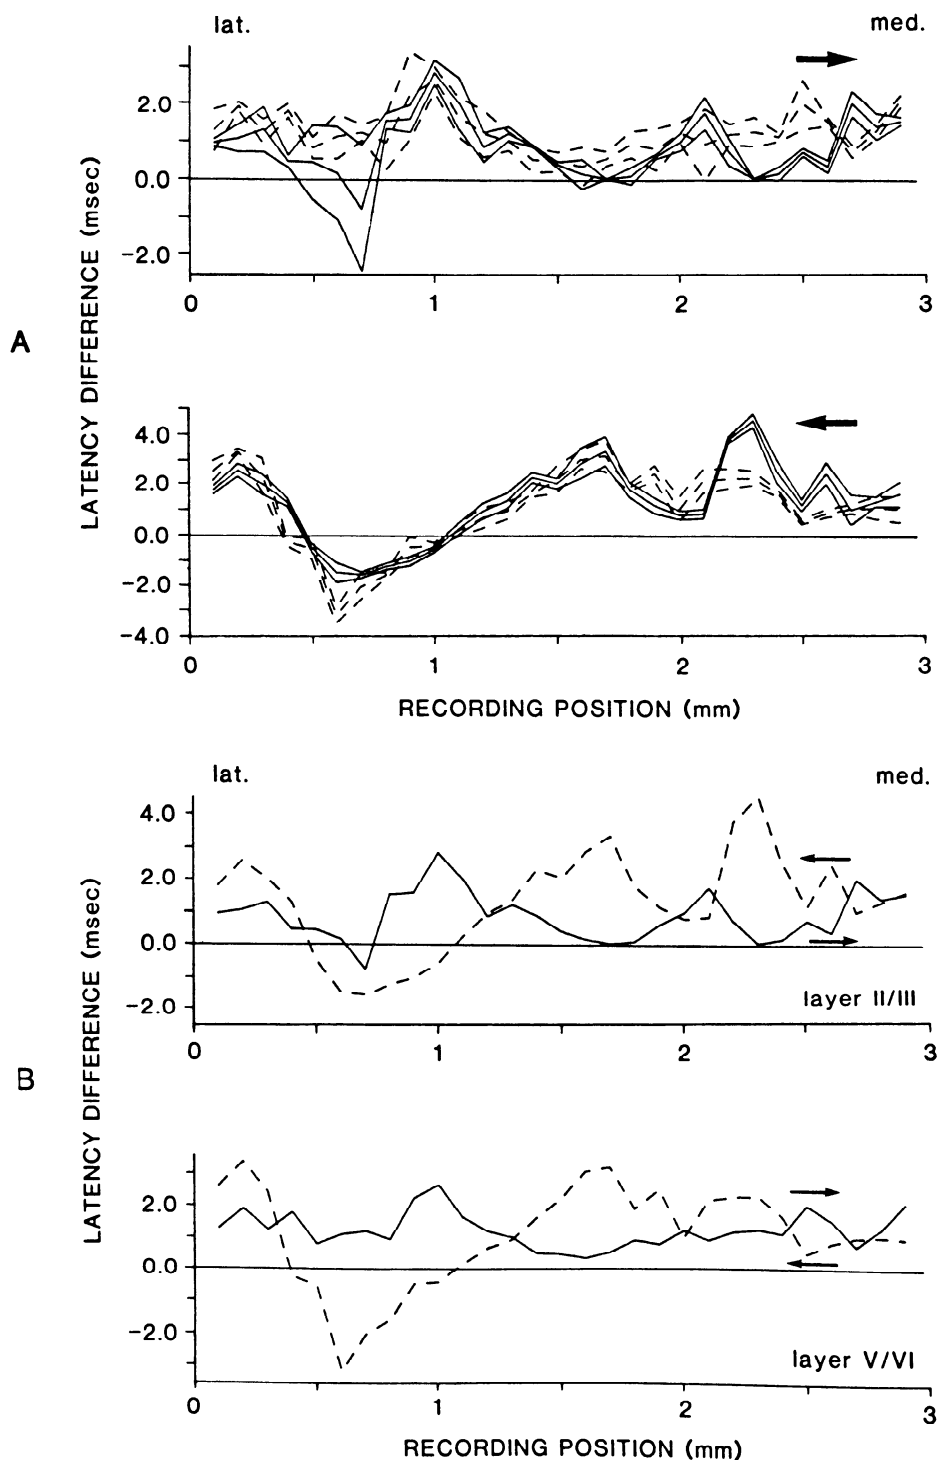 lat. med.
2.0
0.0
−2.0
0 1 2 3
A
LATENCY DIFFERENCE (msec)
4.0
2.0
0.0
−2.0
−4.0
0 1 2 3
RECORDING POSITION (mm)
lat. med.
4.0
2.0
0.0
−2.0
layer II/III
0 1 2 3
B
LATENCY DIFFERENCE (msec)
2.0
0.0
−2.0
layer V/VI
0 1 2 3
RECORDING POSITION (mm)